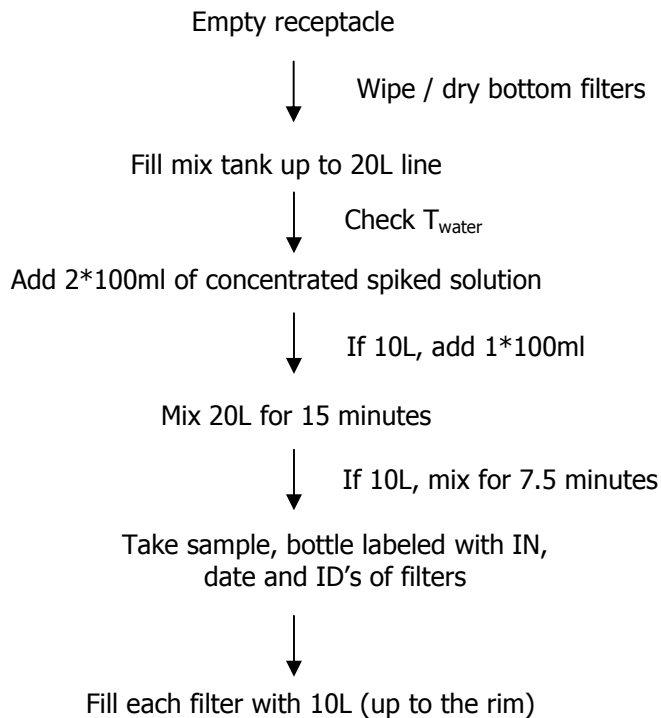 Empty receptacle
Wipe / dry bottom filters
Fill mix tank up to 20L line
Check Twater
Add 2*100ml of concentrated spiked solution
If 10L, add 1*100ml
Mix 20L for 15 minutes
If 10L, mix for 7.5 minutes
Take sample, bottle labeled with IN,
date and ID's of filters
Fill each filter with 10L (up to the rim)